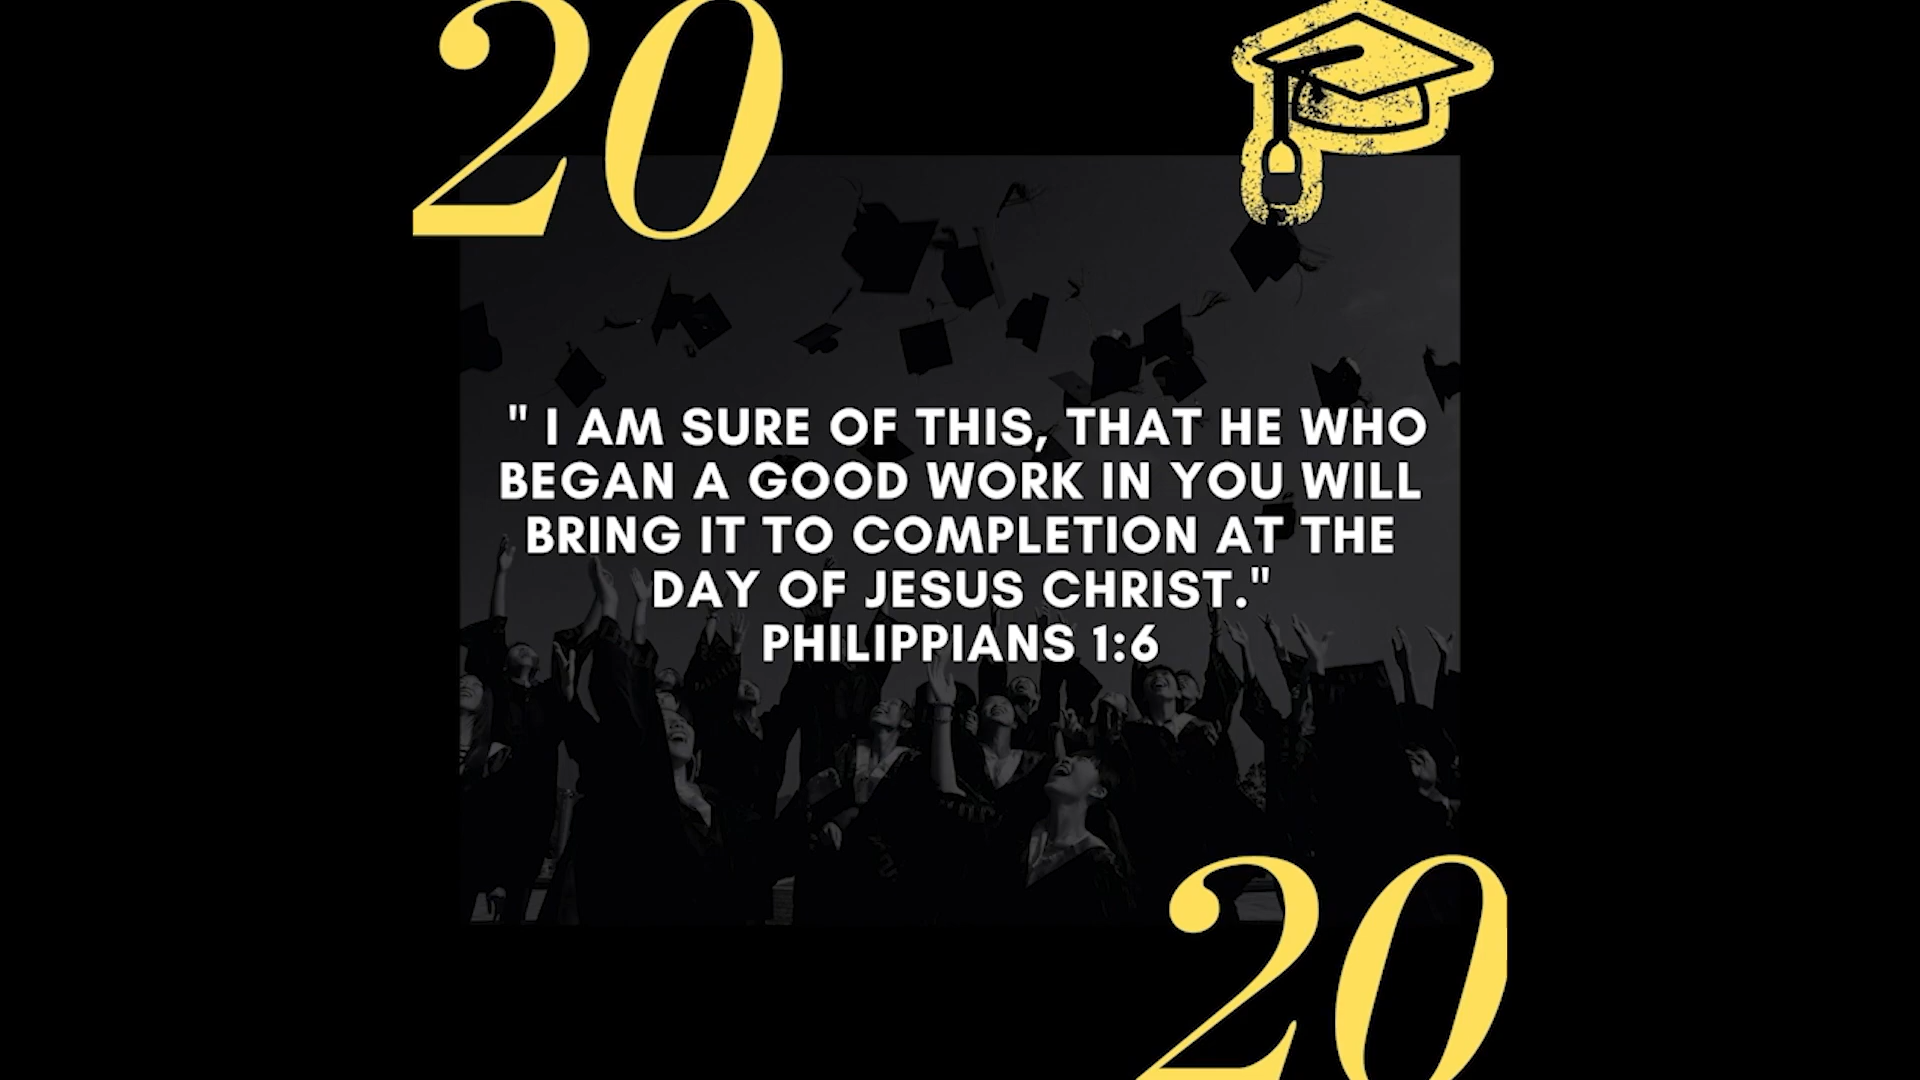 20
" I AM SURE OF THIS, THAT HE WHO
BEGAN A GOOD WORK IN YOU WILL
BRING IT TO COMPLETION AT THE
DAY OF JESUS CHRIST."
PHILIPPIANS 1:6
20